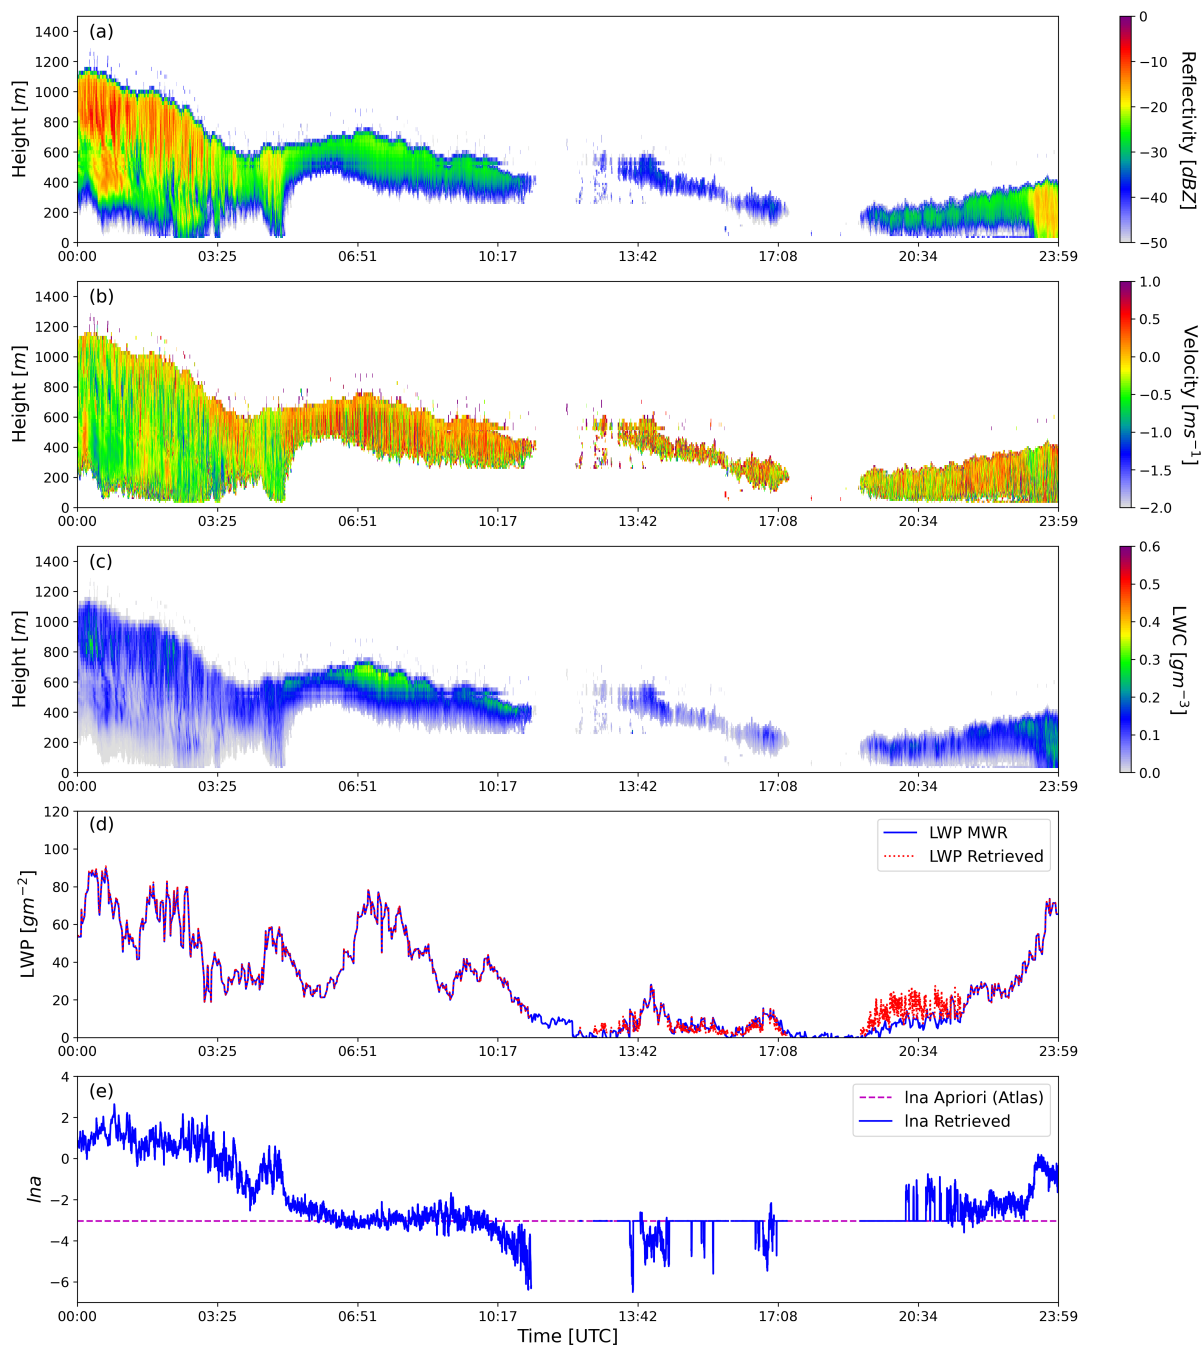 (a)
1400
1200
1000
800
600
400
200
0
Height [m]
00:00 03:25 06:51 10:17 13:42 17:08 20:34 23:59
0
−10
−20
−30
−40
−50
Reflectivity [dBZ]
(b)
1400
1200
1000
800
600
400
200
0
Height [m]
00:00 03:25 06:51 10:17 13:42 17:08 20:34 23:59
1.0
0.5
0.0
−0.5
−1.0
−1.5
−2.0
Velocity [ms⁻¹]
(c)
1400
1200
1000
800
600
400
200
0
Height [m]
00:00 03:25 06:51 10:17 13:42 17:08 20:34 23:59
0.6
0.5
0.4
0.3
0.2
0.1
0.0
LWC [gm⁻³]
(d)
120
100
80
60
40
20
0
LWP [gm⁻²]
LWP MWR
LWP Retrieved
00:00 03:25 06:51 10:17 13:42 17:08 20:34 23:59
(e)
4
2
0
−2
−4
−6
lna
lna Apriori (Atlas)
lna Retrieved
00:00 03:25 06:51 10:17 13:42 17:08 20:34 23:59
Time [UTC]